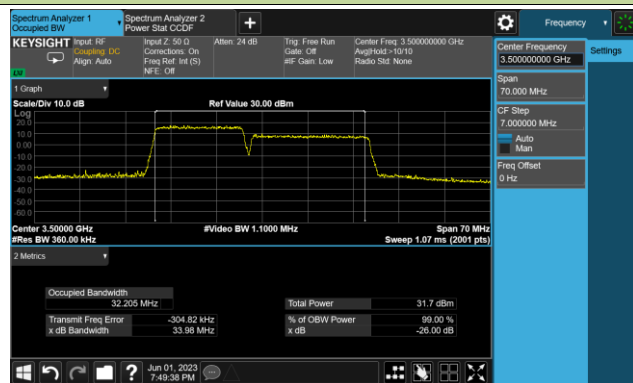 Spectrum Analyzer 1
Occupied BW
Spectrum Analyzer 2
Power Stat CCDF
Frequency
KEYSIGHT
Input: RF
Coupling: DC
Align: Auto
Input Z: 50 Ω
Corrections: On
Freq Ref: Int (S)
NFE: Off
Atten: 24 dB
Trig: Free Run
Gate: Off
#IF Gain: Low
Center Freq: 3.500000000 GHz
Avg|Hold:>10/10
Radio Std: None
LXI
1 Graph
Scale/Div 10.0 dB
Ref Value 30.00 dBm
Log
20.0
10.0
0.00
-10.0
-20.0
-30.0
-40.0
-50.0
-60.0
Center 3.50000 GHz
#Video BW 1.1000 MHz
Span 70 MHz
#Res BW 360.00 kHz
Sweep 1.07 ms (2001 pts)
2 Metrics
Occupied Bandwidth
32.205 MHz
Total Power
31.7 dBm
Transmit Freq Error
-304.82 kHz
% of OBW Power
99.00 %
x dB Bandwidth
33.98 MHz
x dB
-26.00 dB
Center Frequency
3.500000000 GHz
Settings
Span
70.000 MHz
CF Step
7.000000 MHz
Auto
Man
Freq Offset
0 Hz
?
Jun 01, 2023
7:49:38 PM